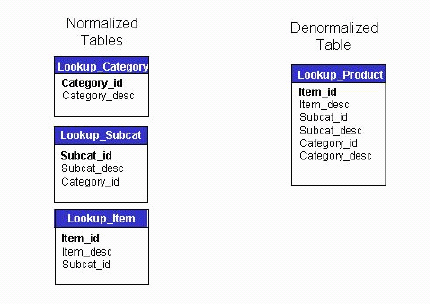 Normalized
Tables
Lookup_Category
Category_id
Category_desc
Lookup_Subcat
Subcat_id
Subcat_desc
Category_id
Lookup_Item
Item_id
Item_desc
Subcat_id
Denormalized
Table
Lookup_Product
Item_id
Item_desc
Subcat_id
Subcat_desc
Category_id
Category_desc